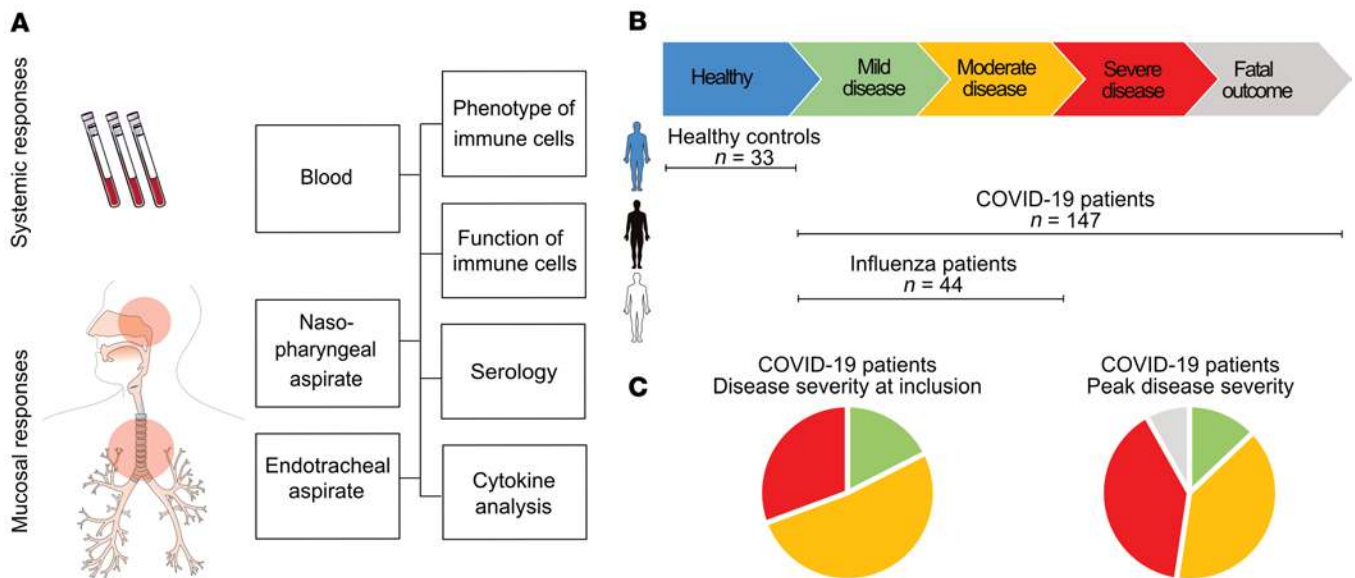 A
Systemic responses
Mucosal responses
Blood
Naso-
pharyngeal
aspirate
Endotracheal
aspirate
Phenotype of
immune cells
Function of
immune cells
Serology
Cytokine
analysis
B
Healthy
Mild
disease
Moderate
disease
Severe
disease
Fatal
outcome
Healthy controls
n = 33
COVID-19 patients
n = 147
Influenza patients
n = 44
C
COVID-19 patients
Disease severity at inclusion
COVID-19 patients
Peak disease severity